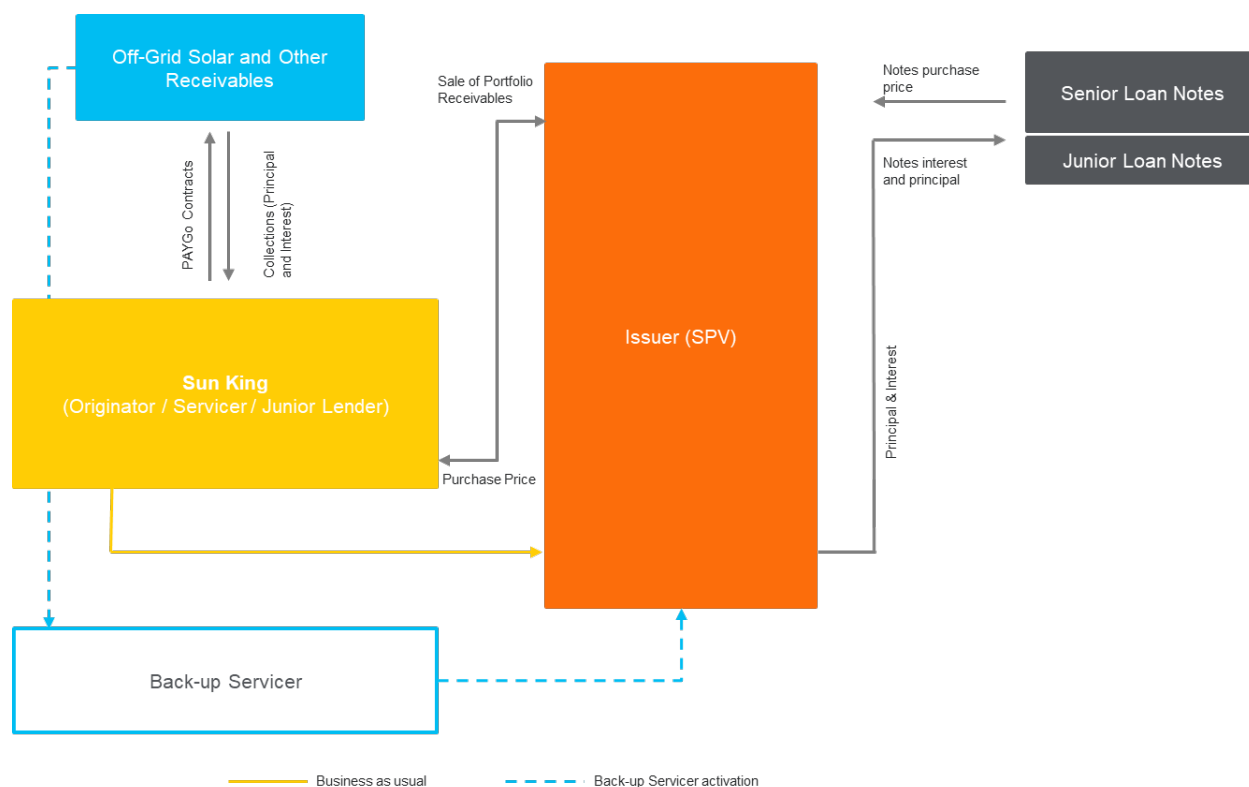 Off-Grid Solar and Other
Receivables
Sale of Portfolio
Receivables
Notes purchase
price
Senior Loan Notes
Junior Loan Notes
Notes interest
and principal
PAYGo Contracts
Collections (Principal
and Interest)
Issuer (SPV)
Sun King
(Originator / Servicer / Junior Lender)
Principal & Interest
Purchase Price
Back-up Servicer
Business as usual
Back-up Servicer activation